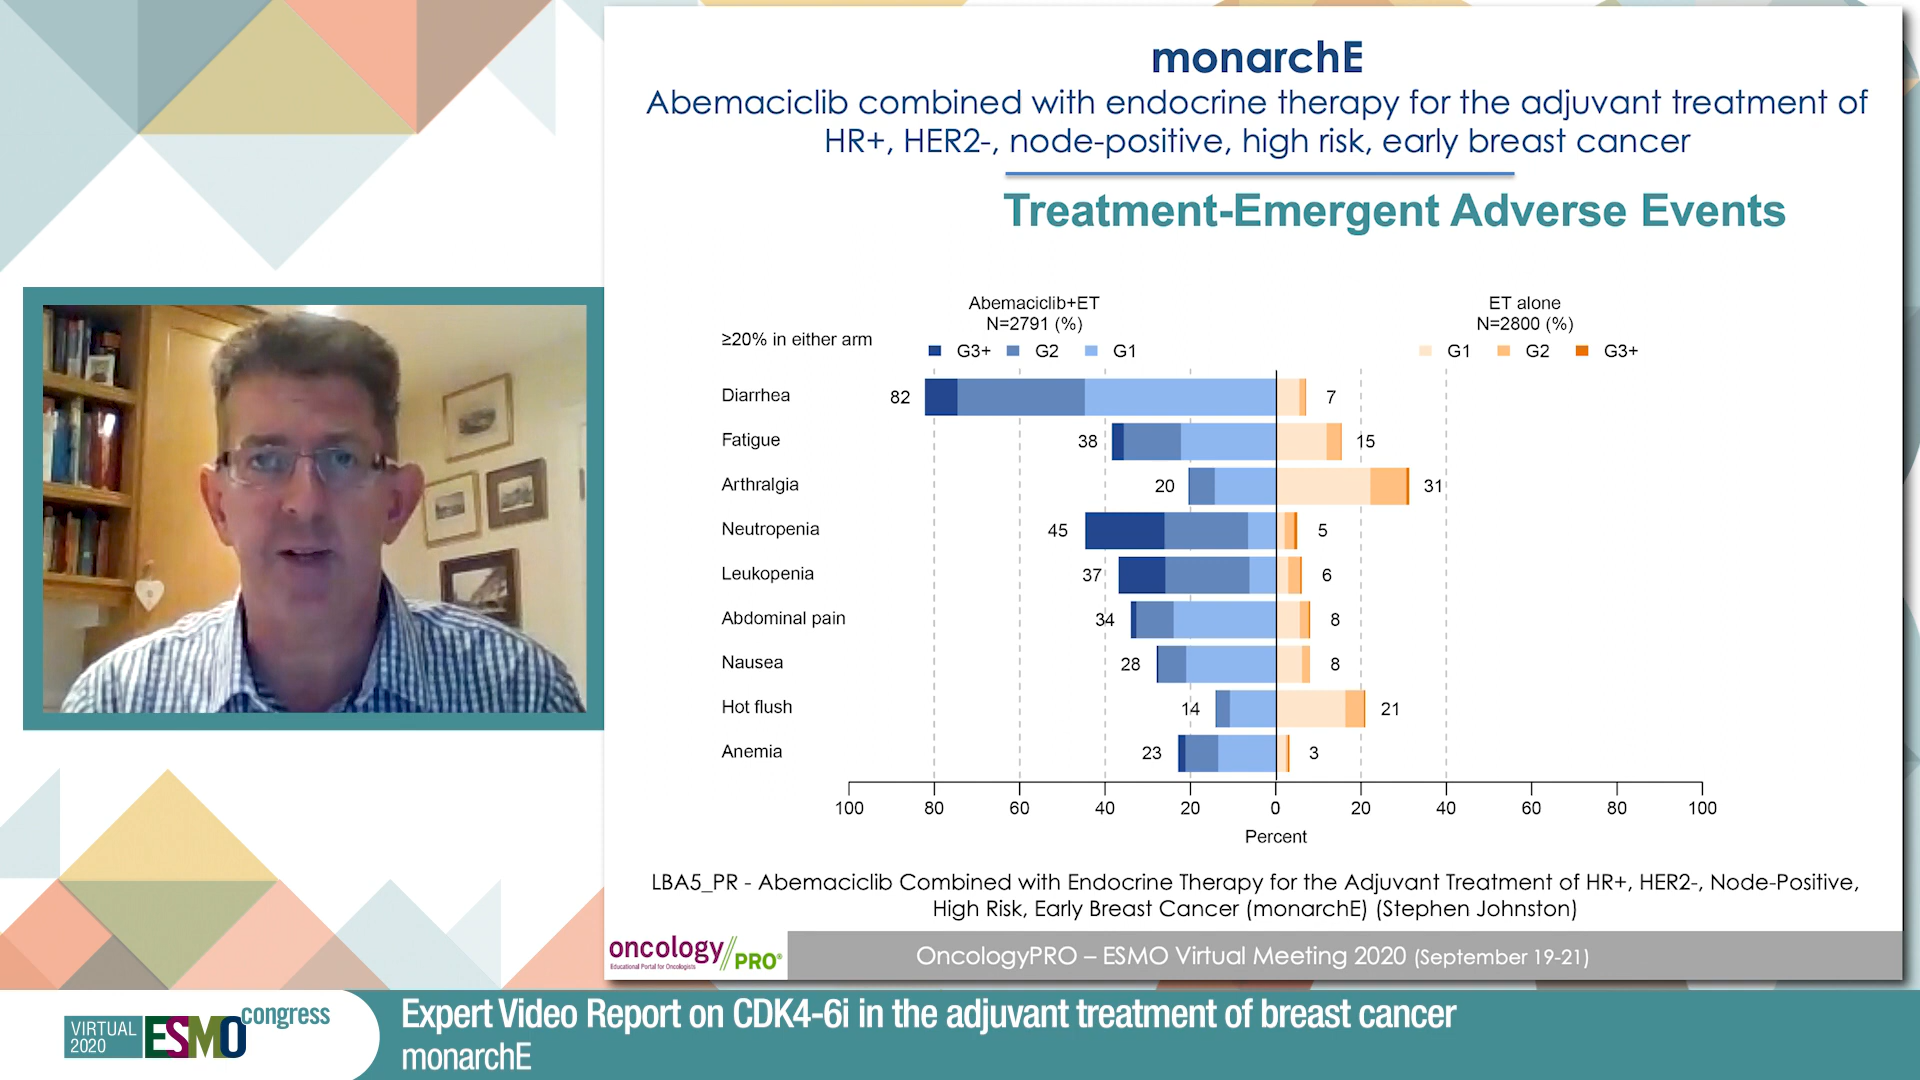 monarchE
Abemaciclib combined with endocrine therapy for the adjuvant treatment of
HR+, HER2-, node-positive, high risk, early breast cancer
Treatment-Emergent Adverse Events
Abemaciclib+ET
N=2791 (%)
ET alone
N=2800 (%)
≥20% in either arm
G3+ G2 G1
G1 G2 G3+
Diarrhea 82 7
Fatigue 38 15
Arthralgia 20 31
Neutropenia 45 5
Leukopenia 37 6
Abdominal pain 34 8
Nausea 28 8
Hot flush 14 21
Anemia 23 3
100 80 60 40 20 0 20 40 60 80 100
Percent
LBA5_PR - Abemaciclib Combined with Endocrine Therapy for the Adjuvant Treatment of HR+, HER2-, Node-Positive,
High Risk, Early Breast Cancer (monarchE) (Stephen Johnston)
oncology//PRO®
Educational Portal for Oncologists
OncologyPRO – ESMO Virtual Meeting 2020 (September 19-21)
VIRTUAL
2020
ESMO congress
Expert Video Report on CDK4-6i in the adjuvant treatment of breast cancer
monarchE